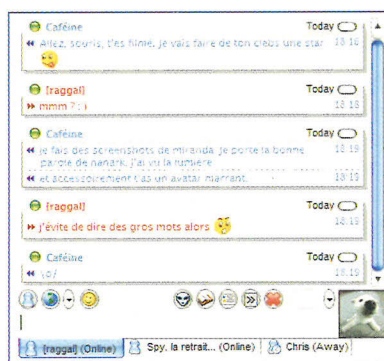 Caféine Today
Allez, souris, t'es filmé, je vais faire de ton clebs une star 18:16
[raggal] Today
mmm ? : ) 18:18
Caféine Today
je fais des screenshots de miranda. je porte la bonne 18:19
parole de nanark. j'ai vu la lumière
et accessoirement t'as un avatar marrant. 18:19
[raggal] Today
j'évite de dire des gros mots alors 18:19
Caféine Today
\o/ 18:19
[raggal] (Online) Spy, la retrait... (Online) Chris (Away)